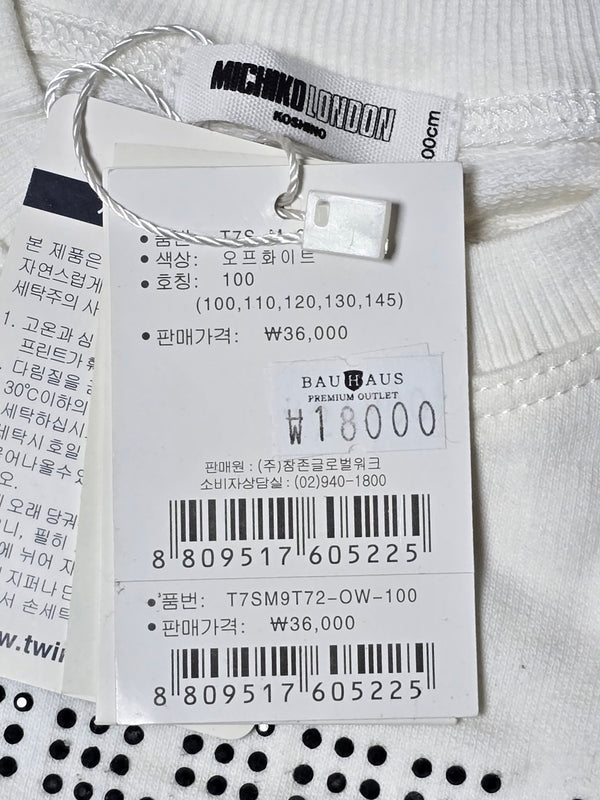 MICHIKO LONDON
KOSHINO
00cm
• 품번:
• 색상: 오프화이트
• 호칭: 100
(100,110,120,130,145)
• 판매가격: ₩36,000
BAUHAUS
PREMIUM OUTLET
₩18000
판매원 : (주)참존글로벌워크
소비자상담실 : (02)940-1800
8 809517 605225
• 품번: T7SM9T72-OW-100
• 판매가격: ₩36,000
8 809517 605225
본 제품은
자연스럽게
세탁주의 사
1. 고온과 심
프린트가
다림질을
30℃이하의
세탁하십시
세탁시 호일
오래 당궈
니, 필히
에 뉘어
지퍼나
서 손세탁
w.twin